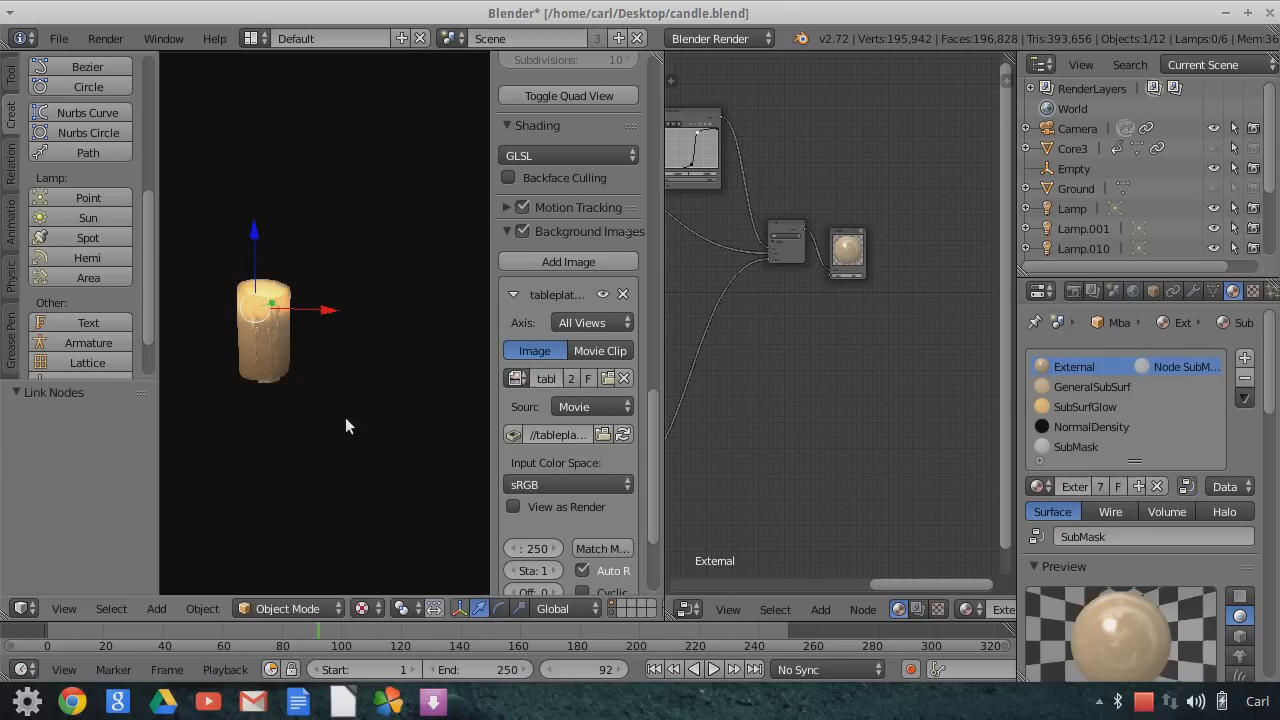 Blender* [/home/carl/Desktop/candle.blend]
File Render Window Help Default Scene 3 Blender Render v2.72 | Verts:195,942 | Faces:196,828 | Tris:393,656 | Objects:1/12 | Lamps:0/6 | Mem:36
Bezier
Circle
Nurbs Curve
Nurbs Circle
Path
Lamp:
Point
Sun
Spot
Hemi
Area
Other:
Text
Armature
Lattice
Link Nodes
Tool
Creat
Relation
Animatio
Physic
Grease Pen
Subdivisions: 10
Toggle Quad View
Shading
GLSL
Backface Culling
Motion Tracking
Background Images
Add Image
tableplat...
Axis: All Views
Image Movie Clip
tabl 2 F
Sourc Movie
//tablepla...
Input Color Space:
sRGB
View as Render
: 250 Match M...
Sta: 1 Auto R
Off: 0 Cyclic
External
View Search Current Scene
RenderLayers
World
Camera
Core3
Empty
Ground
Lamp
Lamp.001
Lamp.010
Mba Ext Sub
External Node SubM...
GeneralSubSurf
SubSurfGlow
NormalDensity
SubMask
Exter 7 F Data
Surface Wire Volume Halo
SubMask
Preview
View Select Add Object Object Mode Global
View Select Add Node Exte
0 20 40 60 80 100 120 140 160 180 200 220 240 260 280 300 320
View Marker Frame Playback Start: 1 End: 250 92 No Sync
Carl